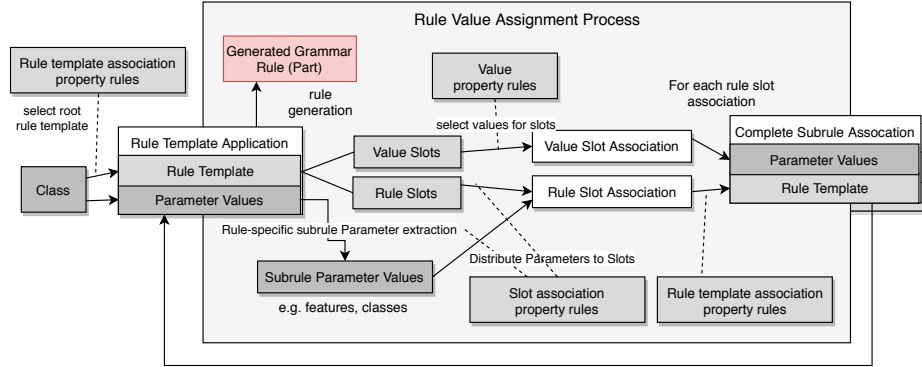 Rule Value Assignment Process
Rule template association
property rules
Generated Grammar
Rule (Part)
rule
generation
Value
property rules
For each rule slot
association
select root
rule template
select values for slots
Rule Template Application
Rule Template
Parameter Values
Class
Value Slots
Rule Slots
Value Slot Association
Rule Slot Association
Complete Subrule Assocation
Parameter Values
Rule Template
Rule-specific subrule Parameter extraction
Subrule Parameter Values
e.g. features, classes
Distribute Parameters to Slots
Slot association
property rules
Rule template association
property rules